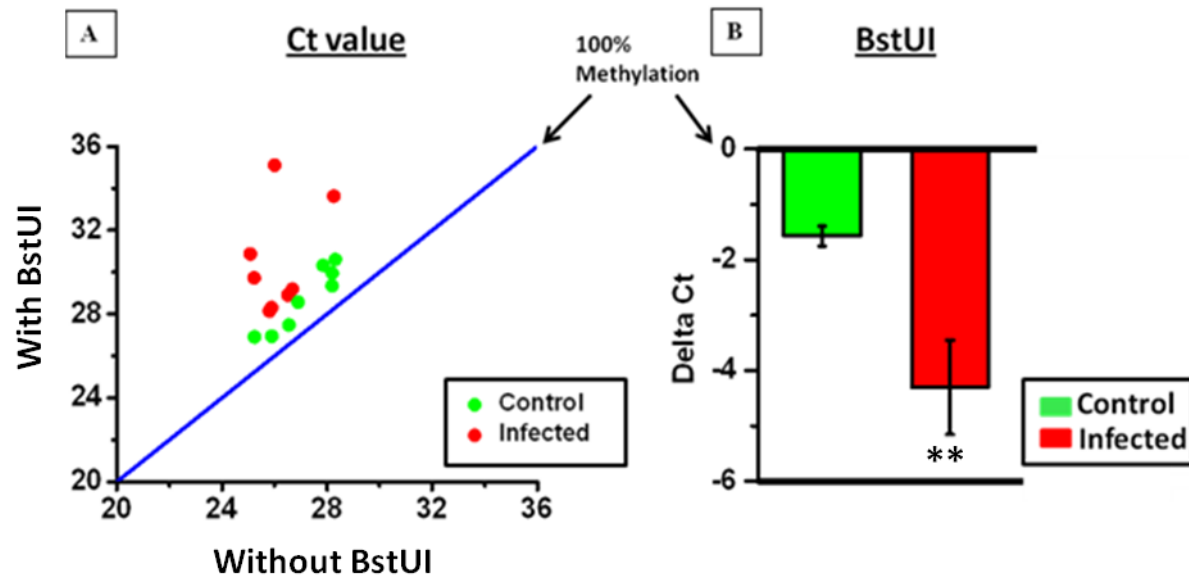 A
Ct value
36
32
28
24
20
20
24
28
32
36
With BstUI
Without BstUI
Control
Infected
100%
Methylation
B
BstUI
0
-2
-4
-6
Delta Ct
**
Control
Infected